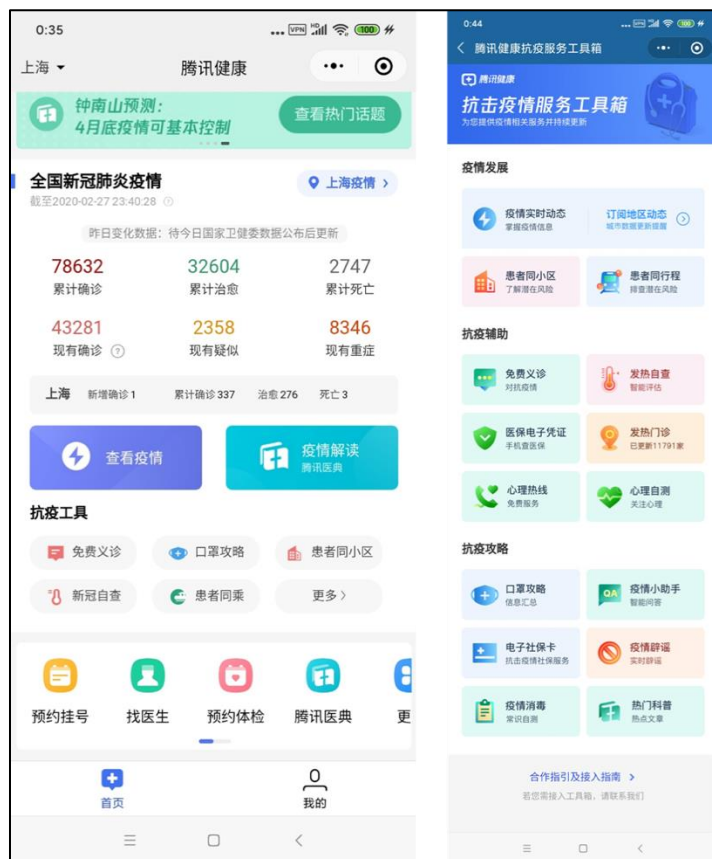 0:35
... VPN HD 100
上海
腾讯健康
钟南山预测：
4月底疫情可基本控制
查看热门话题
全国新冠肺炎疫情
上海疫情 >
截至2020-02-27 23:40:28
昨日变化数据：待今日国家卫健委数据公布后更新
78632 32604 2747
累计确诊 累计治愈 累计死亡
43281 2358 8346
现有确诊 ? 现有疑似 现有重症
上海 新增确诊 1 累计确诊 337 治愈 276 死亡 3
查看疫情
疫情解读
腾讯医典
抗疫工具
免费义诊 口罩攻略 患者同小区
新冠自查 患者同乘 更多 >
预约挂号 找医生 预约体检 腾讯医典 更
首页 我的
0:44
... VPN 100
< 腾讯健康抗疫服务工具箱
腾讯健康
抗击疫情服务工具箱
为您提供疫情相关服务并持续更新
疫情发展
疫情实时动态 订阅地区动态
掌握疫情信息 城市数据更新提醒
患者同小区 患者同行程
了解潜在风险 排查潜在风险
抗疫辅助
免费义诊 发热自查
对抗疫情 智能评估
医保电子凭证 发热门诊
手机查医保 已更新11791家
心理热线 心理自测
免费服务 关注心理
抗疫攻略
口罩攻略 QA 疫情小助手
信息汇总 智能问答
电子社保卡 疫情辟谣
抗击疫情社保服务 实时辟谣
疫情消毒 热门科普
常识自测 热点文章
合作指引及接入指南 >
若您需接入工具箱，请联系我们